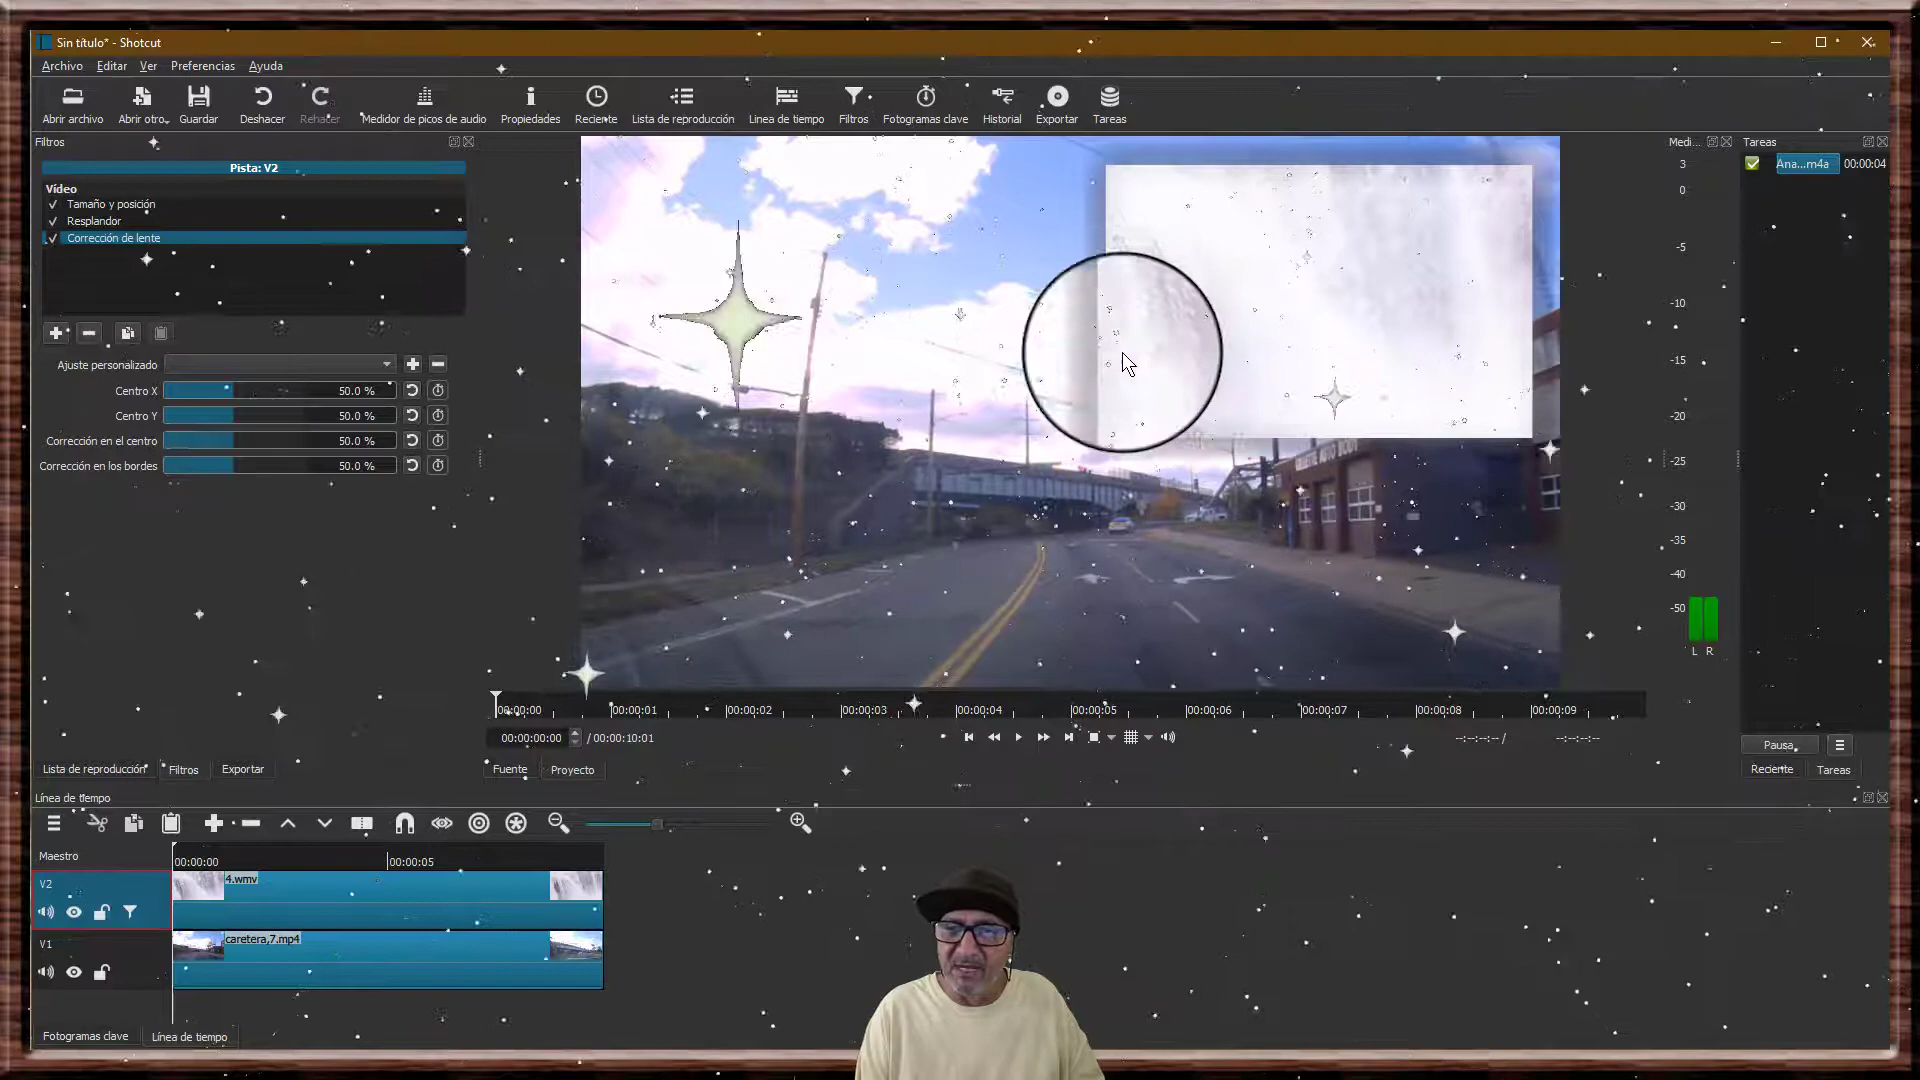 Sin título* - Shotcut
Archivo Editar Ver Preferencias Ayuda
Abrir archivo Abrir otro Guardar Deshacer Rehacer Medidor de picos de audio Propiedades Reciente Lista de reproducción Línea de tiempo Filtros Fotogramas clave Historial Exportar Tareas
Filtros
Pista: V2
Vídeo
Tamaño y posición
Resplandor
Corrección de lente
Ajuste personalizado
Centro X 50.0 %
Centro Y 50.0 %
Corrección en el centro 50.0 %
Corrección en los bordes 50.0 %
AUTO BODY
00:00:00 00:00:01 00:00:02 00:00:03 00:00:04 00:00:05 00:00:06 00:00:07 00:00:08 00:00:09
00:00:00:00 / 00:00:10:01 --:--:--:-- / --:--:--:--
Lista de reproducción Filtros Exportar
Fuente Proyecto
Medi...
3
0
-5
-10
-15
-20
-25
-30
-35
-40
-50
L R
Tareas
Ana...m4a 00:00:04
Pausa
Reciente Tareas
Línea de tiempo
Maestro
00:00:00 00:00:05
V2
4.wmv
V1
caretera,7.mp4
Fotogramas clave Línea de tiempo